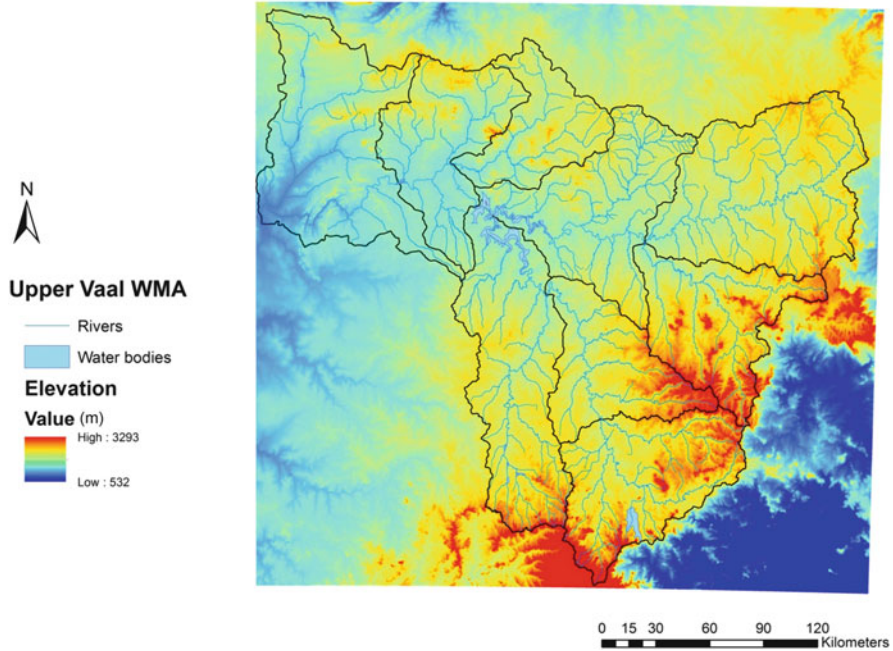 N
Upper Vaal WMA
Rivers
Water bodies
Elevation
Value (m)
High : 3293
Low : 532
0 15 30 60 90 120
Kilometers